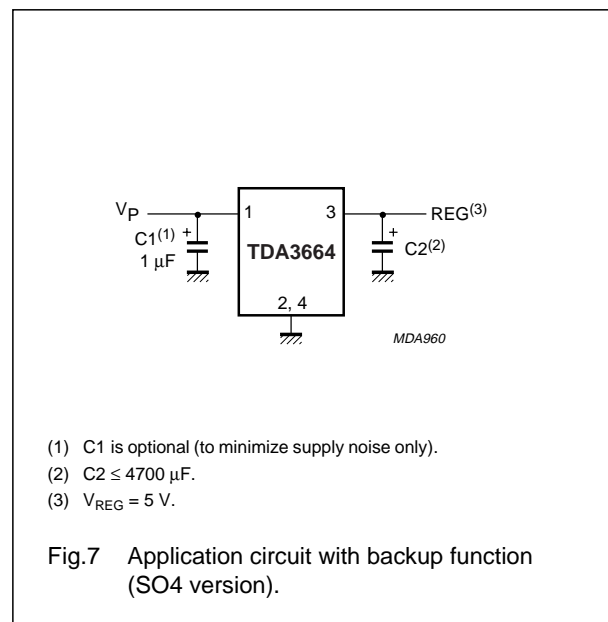 V_P
1
3
REG(3)
C1(1)
+
1 μF
TDA3664
+
C2(2)
2, 4
MDA960
(1) C1 is optional (to minimize supply noise only).
(2) C2 ≤ 4700 μF.
(3) V_REG = 5 V.
Fig.7 Application circuit with backup function
(SO4 version).